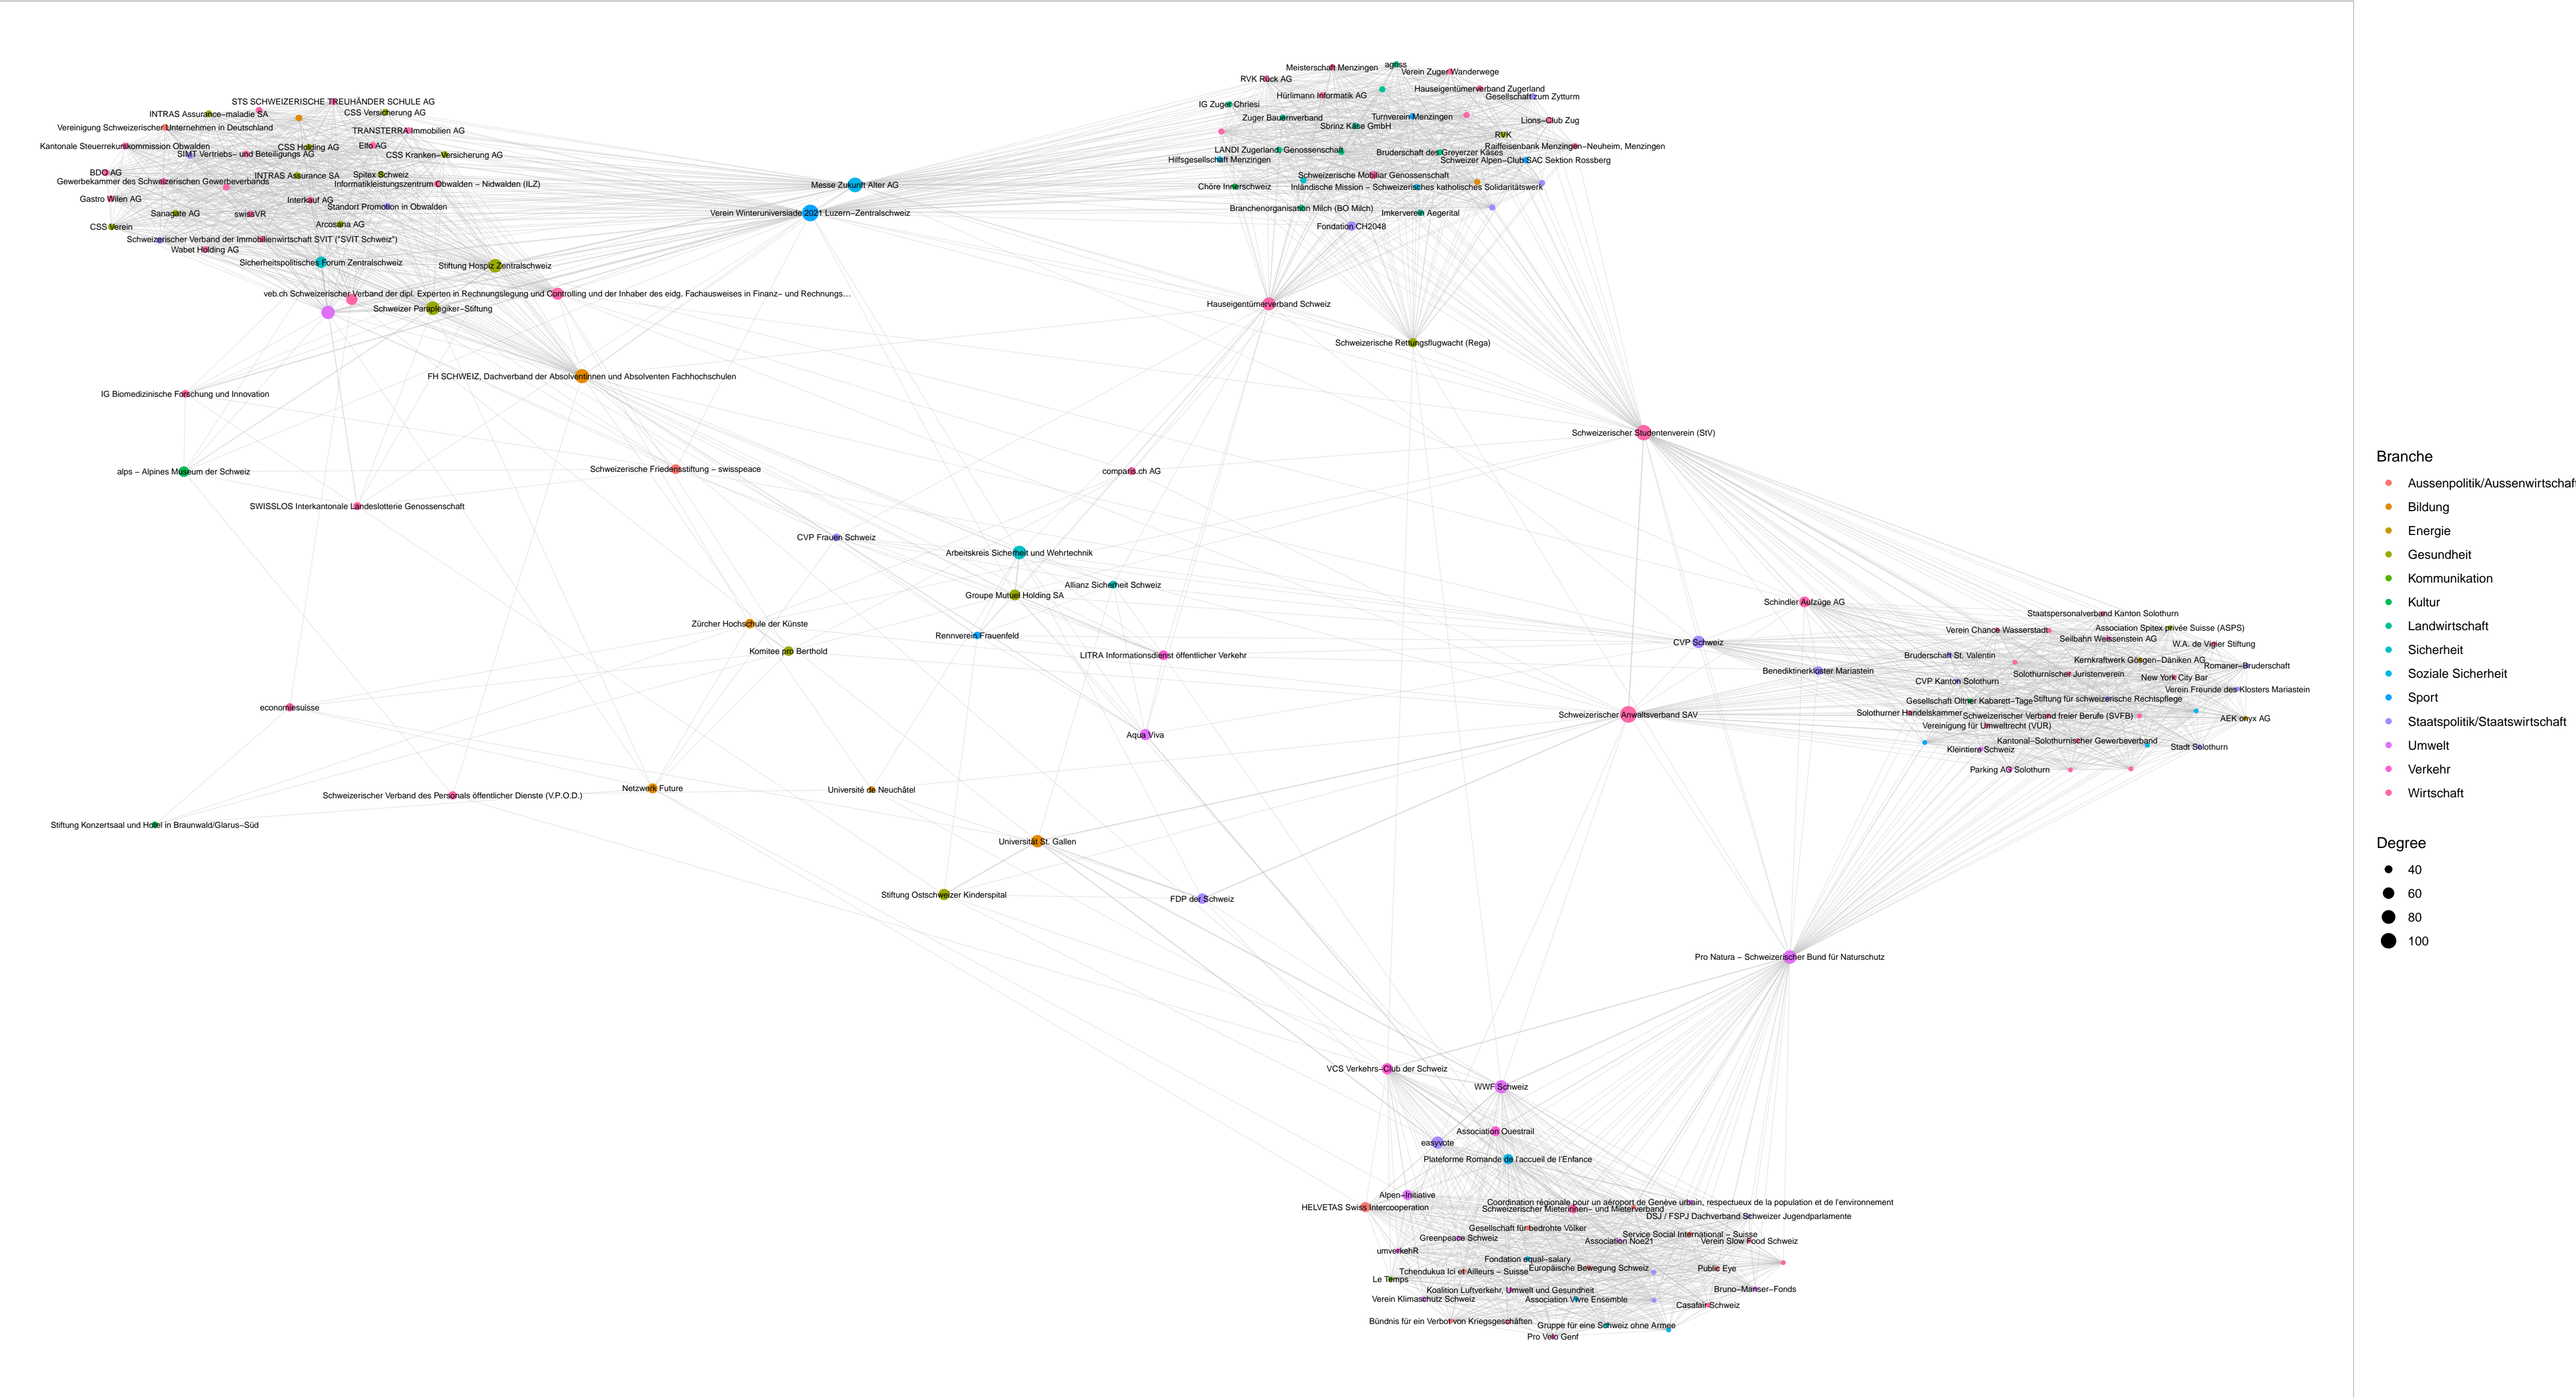 STS SCHWEIZERISCHE TREUHÄNDER SCHULE AG
INTRAS Assurance–maladie SA
CSS Versicherung AG
Vereinigung Schweizerischer Unternehmen in Deutschland
TRANSTERRA Immobilien AG
Kantonale Steuerrekurskommission Obwalden
CSS Holding AG
Elfo AG
SIMT Vertriebs– und Beteiligungs AG
CSS Kranken–Versicherung AG
BDO AG
INTRAS Assurance SA
Spitex Schweiz
Gewerbekammer des Schweizerischen Gewerbeverbands
Informatikleistungszentrum Obwalden – Nidwalden (ILZ)
Gastro Wilen AG
Interkauf AG
Standort Promotion in Obwalden
Sanagate AG
swissVR
CSS Verein
Arcosana AG
Schweizerischer Verband der Immobilienwirtschaft SVIT ("SVIT Schweiz")
Wabet Holding AG
Sicherheitspolitisches Forum Zentralschweiz
Stiftung Hospiz Zentralschweiz
veb.ch Schweizerischer Verband der dipl. Experten in Rechnungslegung und Controlling und der Inhaber des eidg. Fachausweises in Finanz– und Rechnungs…
Schweizer Paraplegiker–Stiftung
Messe Zukunft Alter AG
Verein Winteruniversiade 2021 Luzern–Zentralschweiz
FH SCHWEIZ, Dachverband der Absolventinnen und Absolventen Fachhochschulen
IG Biomedizinische Forschung und Innovation
alps – Alpines Museum der Schweiz
SWISSLOS Interkantonale Landeslotterie Genossenschaft
Schweizerische Friedensstiftung – swisspeace
Meisterschaft Menzingen
agriss
Verein Zuger Wanderwege
RVK Rück AG
Hürlimann Informatik AG
Hauseigentümerverband Zugerland
Gesellschaft zum Zytturm
IG Zuger Chriesi
Zuger Bauernverband
Turnverein Menzingen
Lions–Club Zug
Sbrinz Käse GmbH
RVK
Raiffeisenbank Menzingen–Neuheim, Menzingen
LANDI Zugerland, Genossenschaft
Bruderschaft des Greyerzer Käses
Hilfsgesellschaft Menzingen
Schweizer Alpen–Club SAC Sektion Rossberg
Schweizerische Mobiliar Genossenschaft
Chöre Innerschweiz
Inländische Mission – Schweizerisches katholisches Solidaritätswerk
Branchenorganisation Milch (BO Milch)
Imkerverein Aegerital
Fondation CH2048
Hauseigentümerverband Schweiz
Schweizerische Rettungsflugwacht (Rega)
Schweizerischer Studentenverein (StV)
comparis.ch AG
CVP Frauen Schweiz
Arbeitskreis Sicherheit und Wehrtechnik
Allianz Sicherheit Schweiz
Groupe Mutuel Holding SA
Zürcher Hochschule der Künste
Rennverein Frauenfeld
Komitee pro Berthold
LITRA Informationsdienst öffentlicher Verkehr
economiesuisse
Aqua Viva
Schweizerischer Verband des Personals öffentlicher Dienste (V.P.O.D.)
Netzwerk Future
Université de Neuchâtel
Stiftung Konzertsaal und Hotel in Braunwald/Glarus–Süd
Universität St. Gallen
Stiftung Ostschweizer Kinderspital
FDP der Schweiz
Schindler Aufzüge AG
CVP Schweiz
Benediktinerkloster Mariastein
Schweizerischer Anwaltsverband SAV
Staatspersonalverband Kanton Solothurn
Verein Chance Wasserstadt
Association Spitex privée Suisse (ASPS)
Seilbahn Weissenstein AG
W.A. de Vigier Stiftung
Bruderschaft St. Valentin
Kernkraftwerk Gösgen–Däniken AG
Romaner–Bruderschaft
Solothurnischer Juristenverein
New York City Bar
CVP Kanton Solothurn
Verein Freunde des Klosters Mariastein
Gesellschaft Oltner Kabarett–Tage
Stiftung für schweizerische Rechtspflege
Solothurner Handelskammer
Schweizerischer Verband freier Berufe (SVFB)
AEK onyx AG
Vereinigung für Umweltrecht (VUR)
Kantonal–Solothurnischer Gewerbeverband
Kleintiere Schweiz
Stadt Solothurn
Parking AG Solothurn
Pro Natura – Schweizerischer Bund für Naturschutz
VCS Verkehrs–Club der Schweiz
WWF Schweiz
Association Ouestrail
easyvote
Plateforme Romande de l'accueil de l'Enfance
Alpen–Initiative
HELVETAS Swiss Intercooperation
Coordination régionale pour un aéroport de Genève urbain, respectueux de la population et de l'environnement
Schweizerischer Mieterinnen– und Mieterverband
DSJ / FSPJ Dachverband Schweizer Jugendparlamente
Gesellschaft für bedrohte Völker
Service Social International – Suisse
Greenpeace Schweiz
Association Noe21
Verein Slow Food Schweiz
umverkehR
Fondation equal–salary
Tchendukua Ici et Ailleurs – Suisse
Europäische Bewegung Schweiz
Public Eye
Le Temps
Koalition Luftverkehr, Umwelt und Gesundheit
Bruno–Manser–Fonds
Verein Klimaschutz Schweiz
Association Vivre Ensemble
Casafair Schweiz
Bündnis für ein Verbot von Kriegsgeschäften
Gruppe für eine Schweiz ohne Armee
Pro Velo Genf
Branche
Aussenpolitik/Aussenwirtschaft
Bildung
Energie
Gesundheit
Kommunikation
Kultur
Landwirtschaft
Sicherheit
Soziale Sicherheit
Sport
Staatspolitik/Staatswirtschaft
Umwelt
Verkehr
Wirtschaft
Degree
40
60
80
100